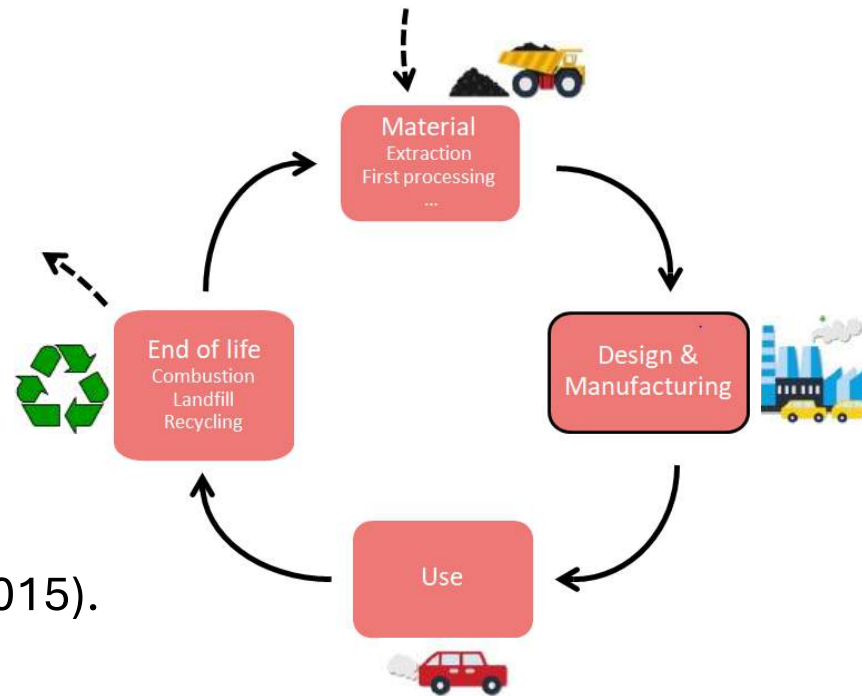 Material
Extraction
First processing
...
End of life
Combustion
Landfill
Recycling
Design &
Manufacturing
Use
015).